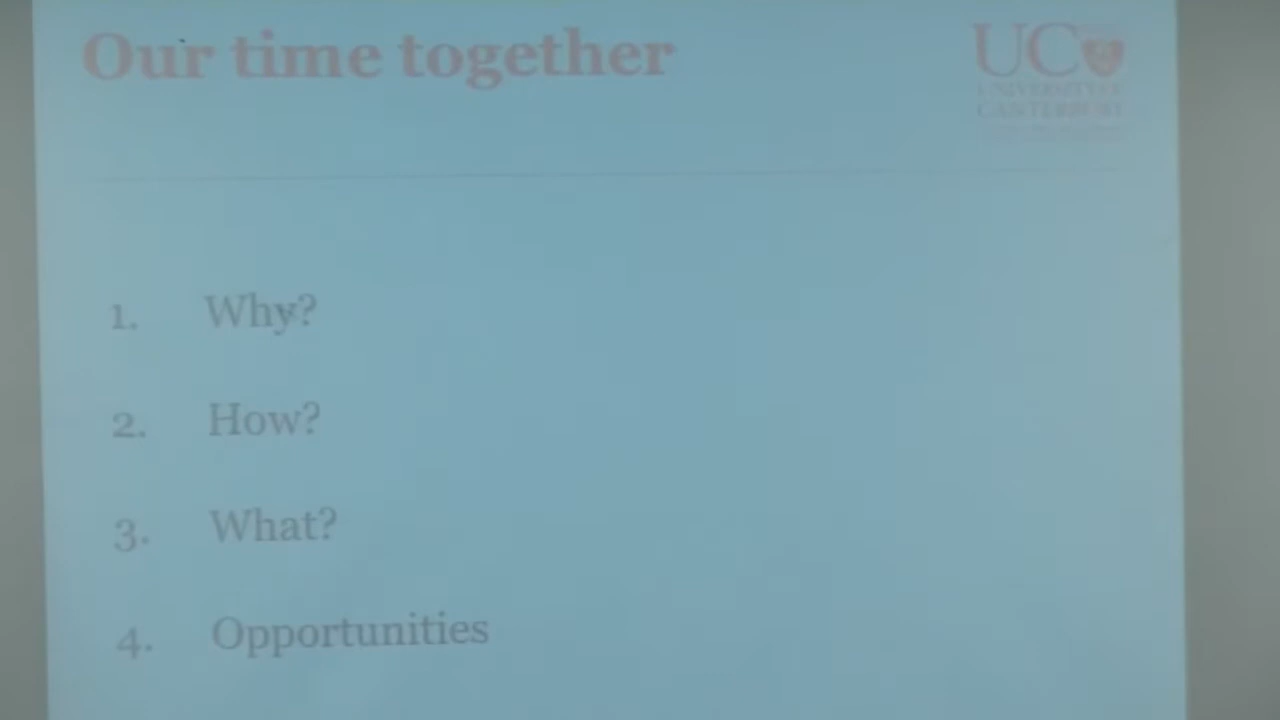 Our time together
UC
UNIVERSITY OF
CANTERBURY
1. Why?
2. How?
3. What?
4. Opportunities